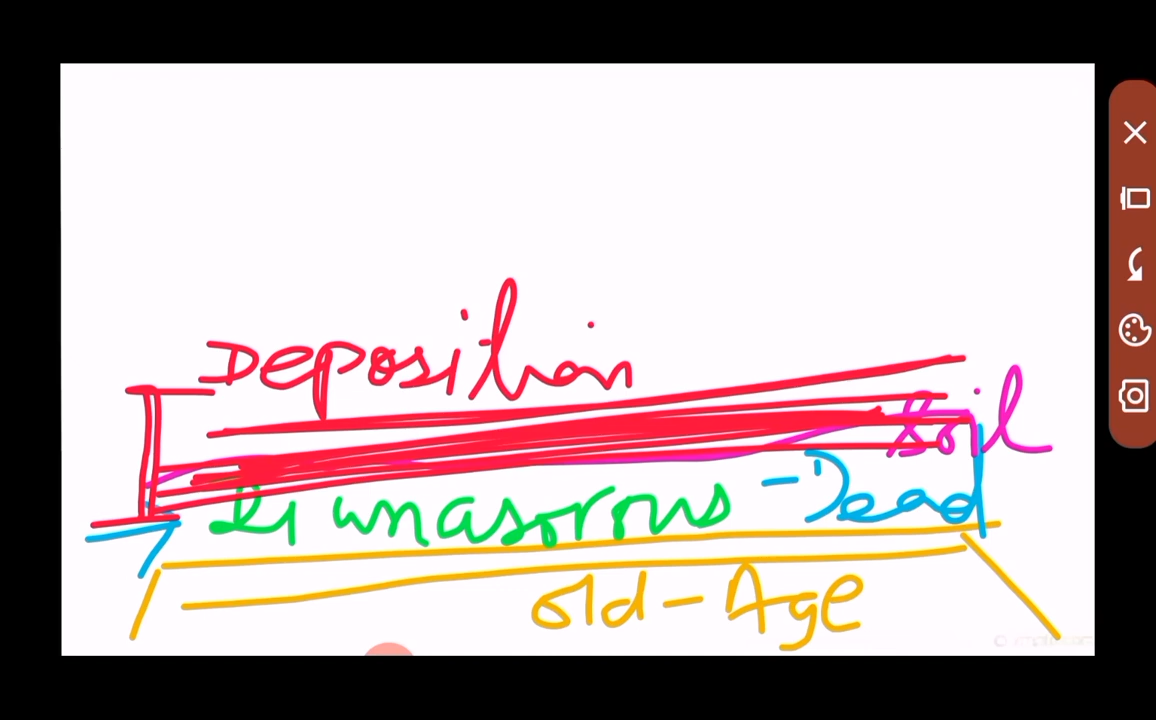 Deposition
Soil
Dinasorous - Dead
old - Age